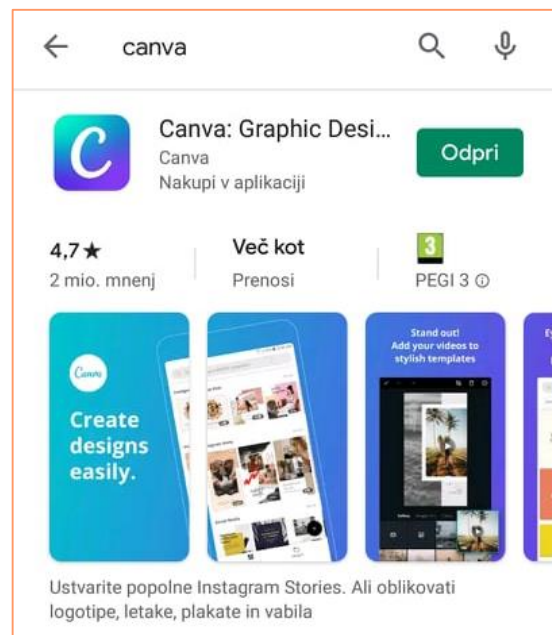 canva
Canva: Graphic Desi...
Canva
Nakupi v aplikaciji
Odpri
4,7★
2 mio. mnenj
Več kot
Prenosi
3
PEGI 3
Canva
Create
designs
easily.
Stand out!
Add your videos to
stylish templates
Ustvarite popolne Instagram Stories. Ali oblikovati
logotipe, letake, plakate in vabila